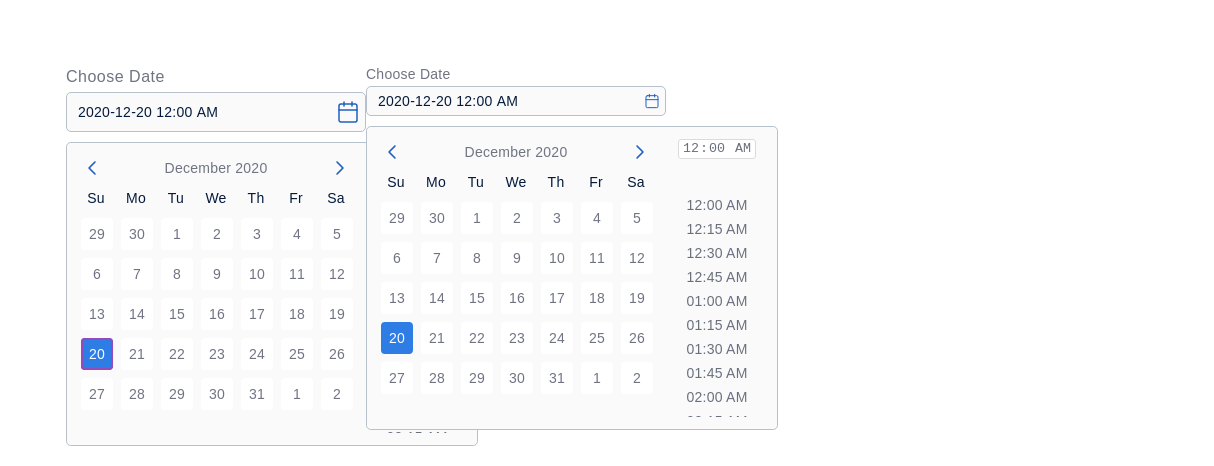 Choose Date
2020-12-20 12:00 AM
December 2020
Su Mo Tu We Th Fr Sa
29 30 1 2 3 4 5
6 7 8 9 10 11 12
13 14 15 16 17 18 19
20 21 22 23 24 25 26
27 28 29 30 31 1 2
Choose Date
2020-12-20 12:00 AM
December 2020
Su Mo Tu We Th Fr Sa
29 30 1 2 3 4 5
6 7 8 9 10 11 12
13 14 15 16 17 18 19
20 21 22 23 24 25 26
27 28 29 30 31 1 2
12:00 AM
12:00 AM
12:15 AM
12:30 AM
12:45 AM
01:00 AM
01:15 AM
01:30 AM
01:45 AM
02:00 AM